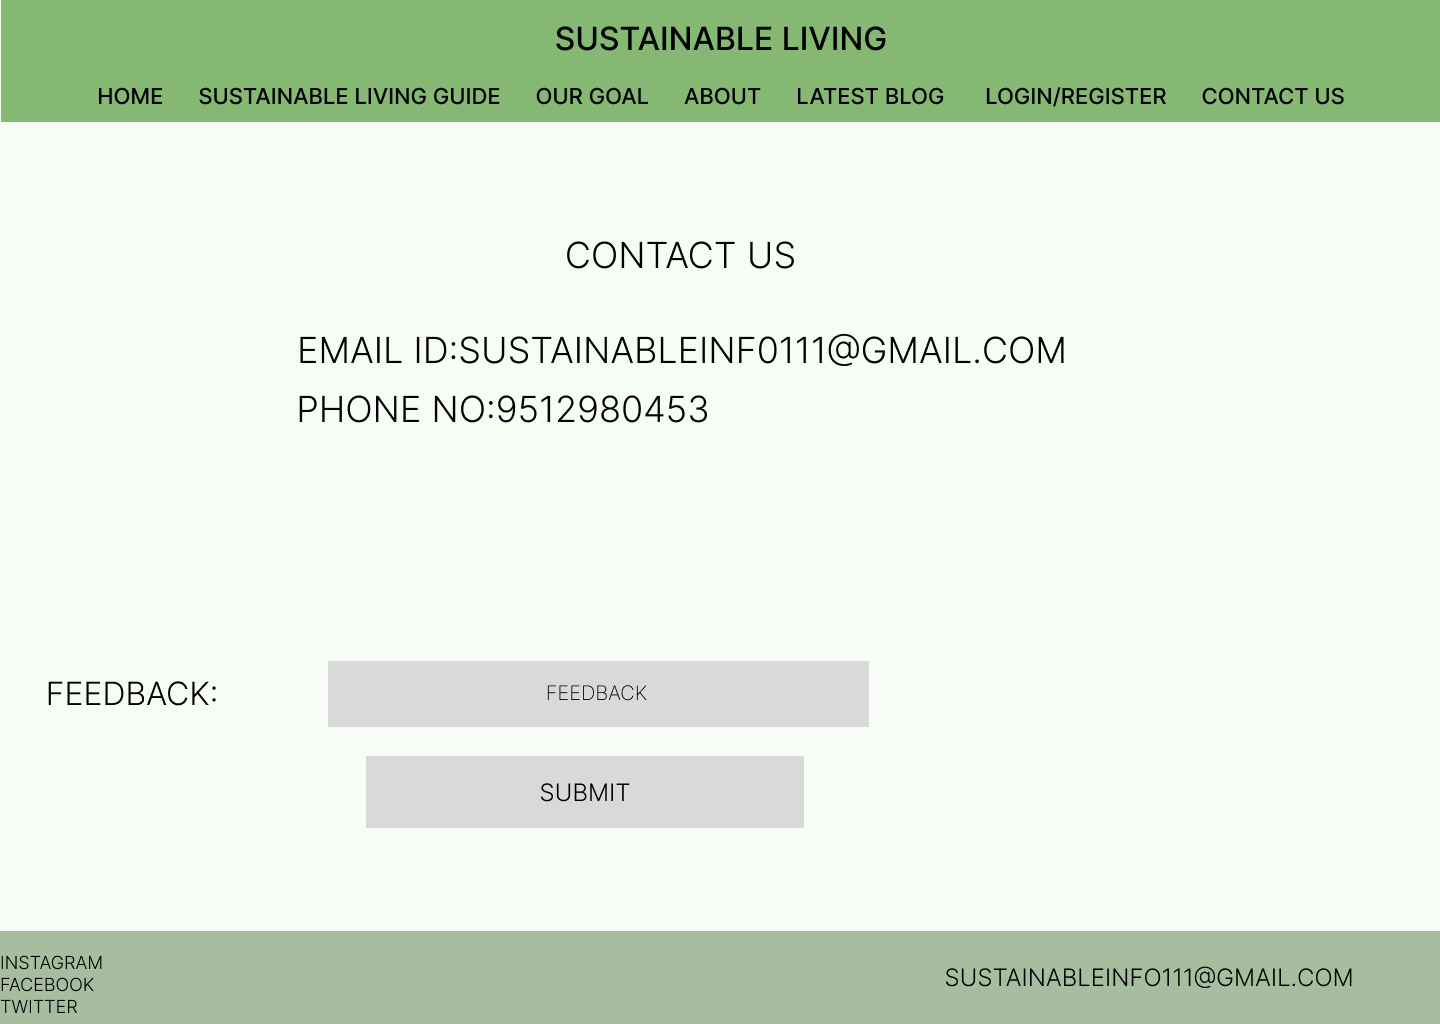 SUSTAINABLE LIVING
HOME SUSTAINABLE LIVING GUIDE OUR GOAL ABOUT LATEST BLOG LOGIN/REGISTER CONTACT US
CONTACT US
EMAIL ID:SUSTAINABLEINF0111@GMAIL.COM
PHONE NO:9512980453
FEEDBACK: FEEDBACK
SUBMIT
INSTAGRAM
SUSTAINABLEINFO111@GMAIL.COM
FACEBOOK
TWITTER